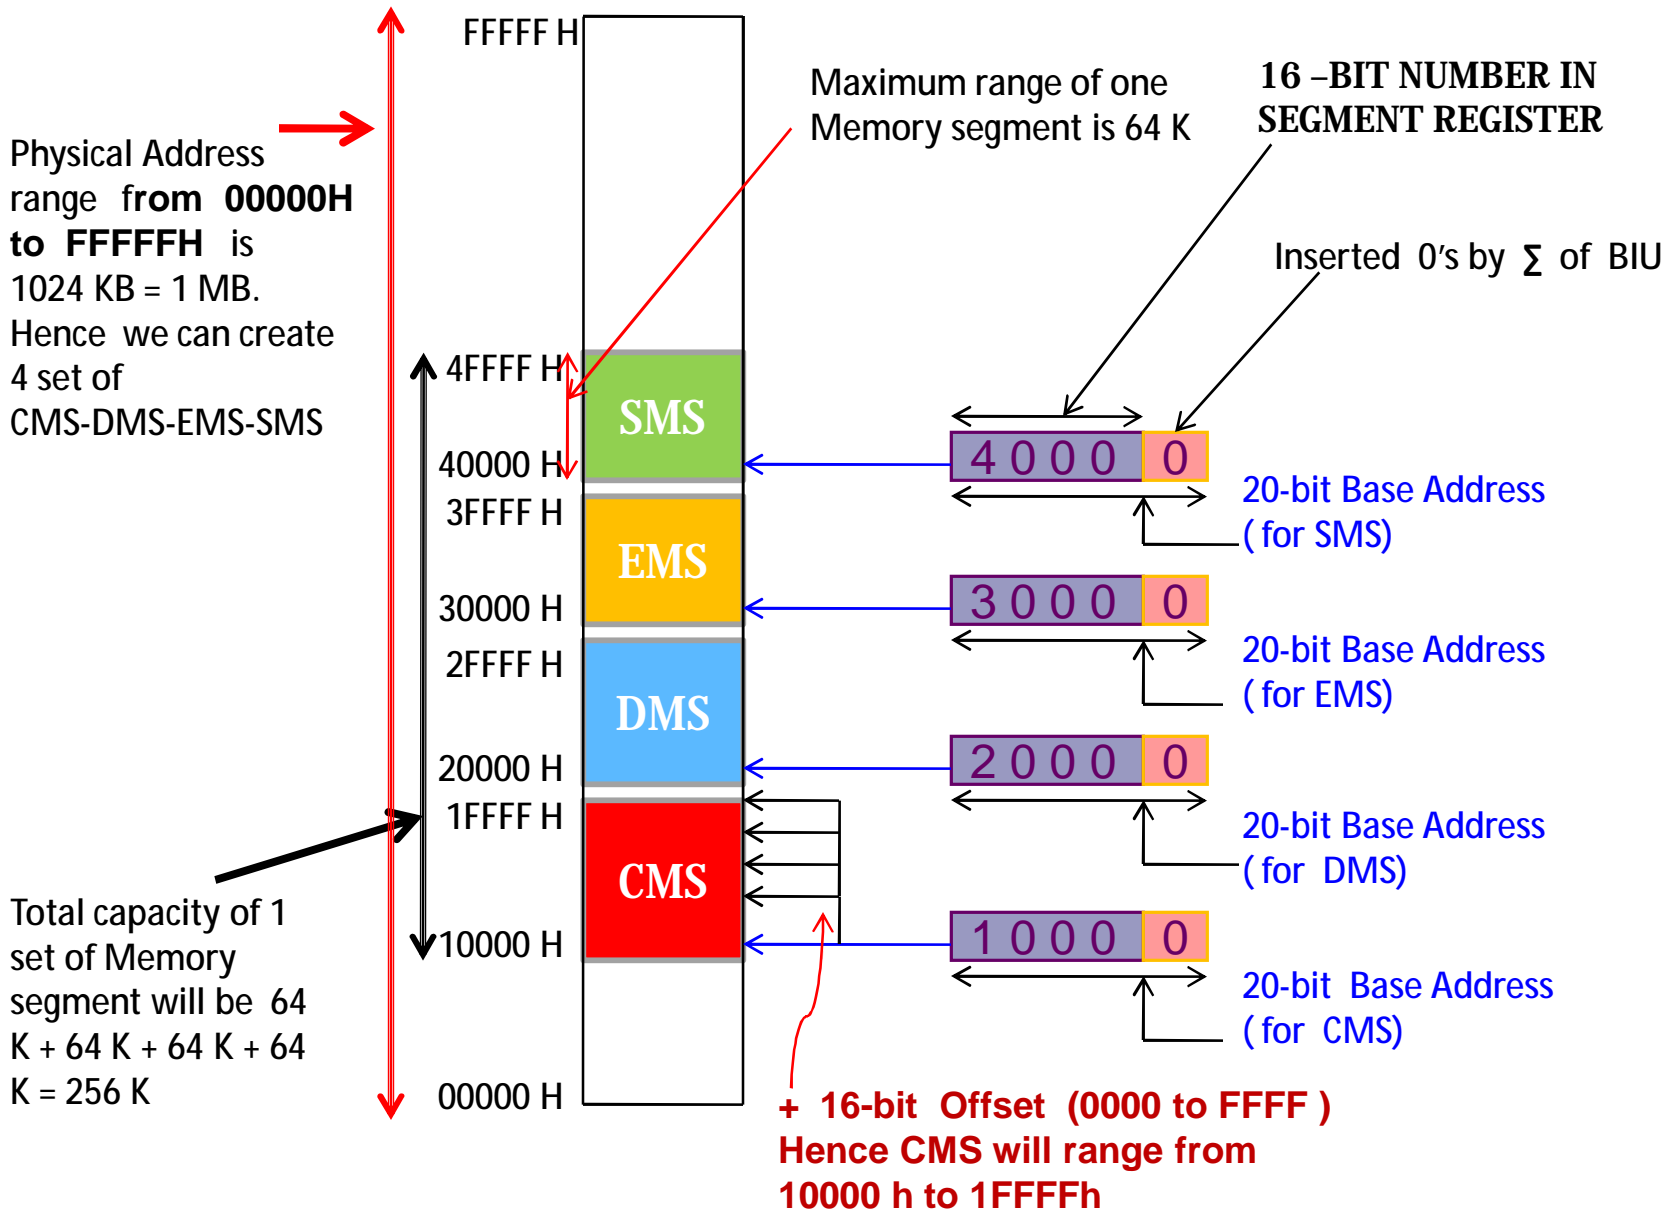 FFFFF H
Maximum range of one
Memory segment is 64 K
16 –BIT NUMBER IN
SEGMENT REGISTER
Physical Address
range from 00000H
to FFFFFH is
1024 KB = 1 MB.
Hence we can create
4 set of
CMS-DMS-EMS-SMS
Inserted 0's by ∑ of BIU
4FFFF H
SMS
40000 H
4 0 0 0 0
20-bit Base Address
( for SMS)
3FFFF H
EMS
30000 H
3 0 0 0 0
20-bit Base Address
( for EMS)
2FFFF H
DMS
20000 H
2 0 0 0 0
20-bit Base Address
( for DMS)
1FFFF H
CMS
10000 H
1 0 0 0 0
20-bit Base Address
( for CMS)
Total capacity of 1
set of Memory
segment will be 64
K + 64 K + 64 K + 64
K = 256 K
00000 H
+ 16-bit Offset (0000 to FFFF )
Hence CMS will range from
10000 h to 1FFFFh